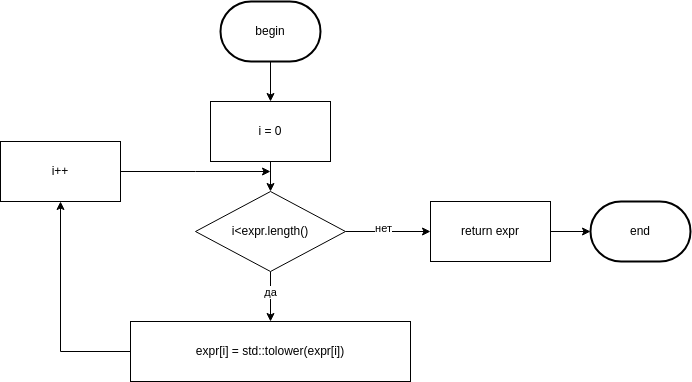 begin
i = 0
i++
i<expr.length()
нет
return expr
end
да
expr[i] = std::tolower(expr[i])